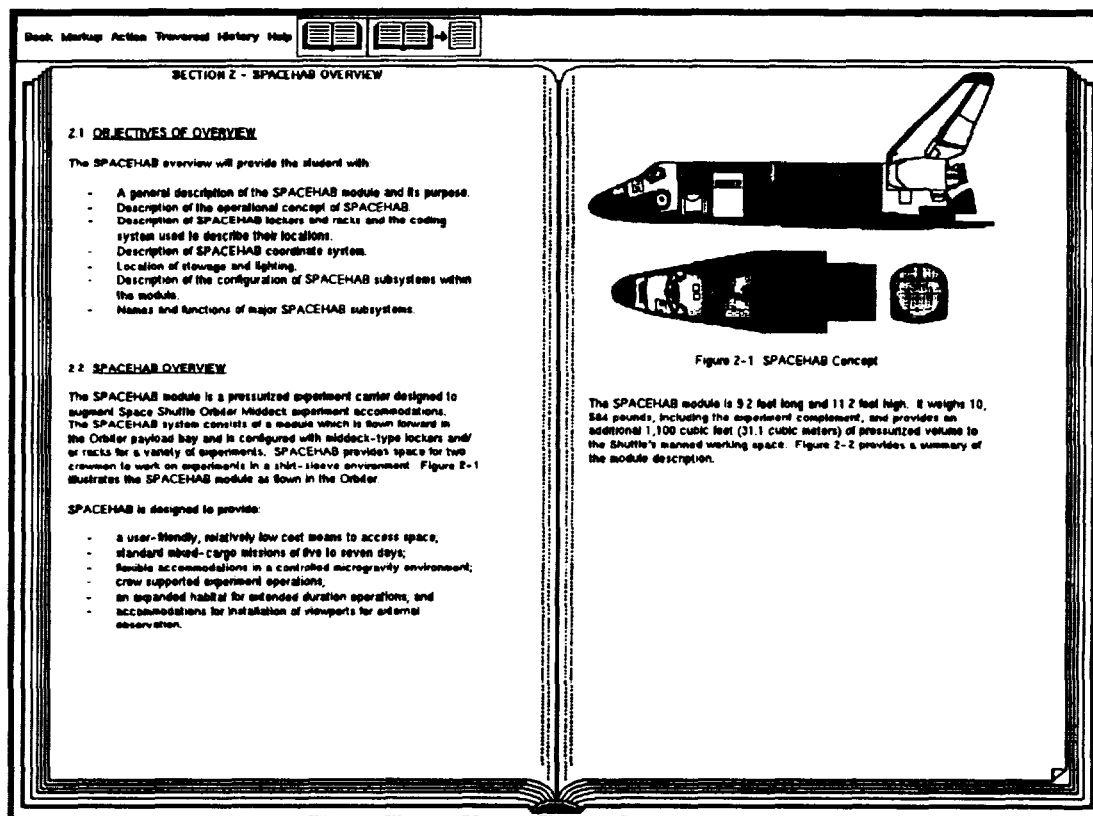 Book Markup Action Traversal History Help
SECTION 2 - SPACEHAB OVERVIEW
2.1 OBJECTIVES OF OVERVIEW
The SPACEHAB overview will provide the student with
- A general description of the SPACEHAB module and its purpose.
- Description of the operational concept of SPACEHAB.
- Description of SPACEHAB lockers and racks and the coding
system used to describe their locations.
- Description of SPACEHAB coordinate system.
- Location of stowage and lighting.
- Description of the configuration of SPACEHAB subsystems within
the module.
- Names and functions of major SPACEHAB subsystems.
2.2 SPACEHAB OVERVIEW
The SPACEHAB module is a pressurized experiment carrier designed to
augment Space Shuttle Orbiter Middeck experiment accommodations.
The SPACEHAB system consists of a module which is flown forward in
the Orbiter payload bay and is configured with middeck-type lockers and/
or racks for a variety of experiments. SPACEHAB provides space for two
crewmen to work on experiments in a shirt-sleeve environment. Figure 2-1
illustrates the SPACEHAB module as flown in the Orbiter.
SPACEHAB is designed to provide:
- a user-friendly, relatively low cost means to access space,
- standard mixed-cargo missions of five to seven days;
- flexible accommodations in a controlled microgravity environment;
- crew supported experiment operations;
- an expanded habitat for extended duration operations; and
- accommodations for installation of viewports for external
observation.
Figure 2-1 SPACEHAB Concept
The SPACEHAB module is 9.2 feet long and 11.2 feet high. It weighs 10,
584 pounds, including the experiment complement, and provides an
additional 1,100 cubic feet (31.1 cubic meters) of pressurized volume to
the Shuttle's manned working space. Figure 2-2 provides a summary of
the module description.